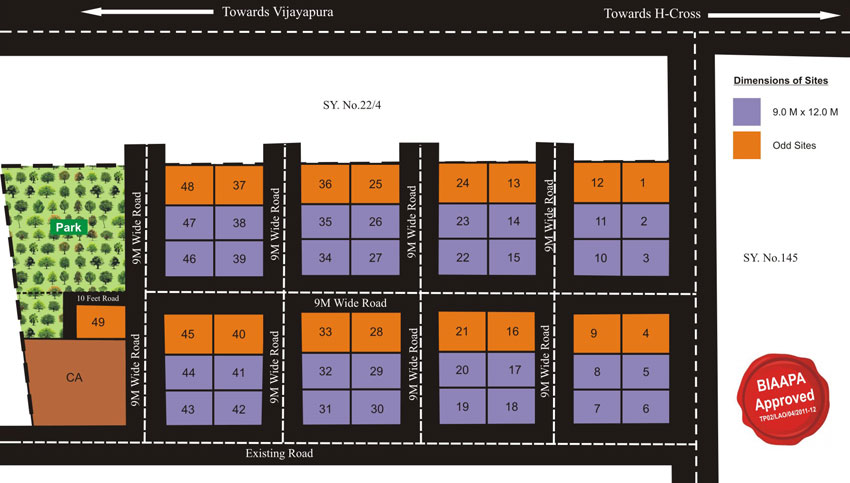 Towards Vijayapura
Towards H-Cross
Dimensions of Sites
9.0 M x 12.0 M
Odd Sites
SY. No.22/4
SY. No.145
48 37 36 25 24 13 12 1
47 38 35 26 23 14 11 2
46 39 34 27 22 15 10 3
Park
9M Wide Road
9M Wide Road
9M Wide Road
9M Wide Road
10 Feet Road
9M Wide Road
49
45 40 33 28 21 16 9 4
44 41 32 29 20 17 8 5
43 42 31 30 19 18 7 6
CA
9M Wide Road
9M Wide Road
9M Wide Road
9M Wide Road
BIAAPA
Approved
TP02/LAO/04/2011-12
Existing Road